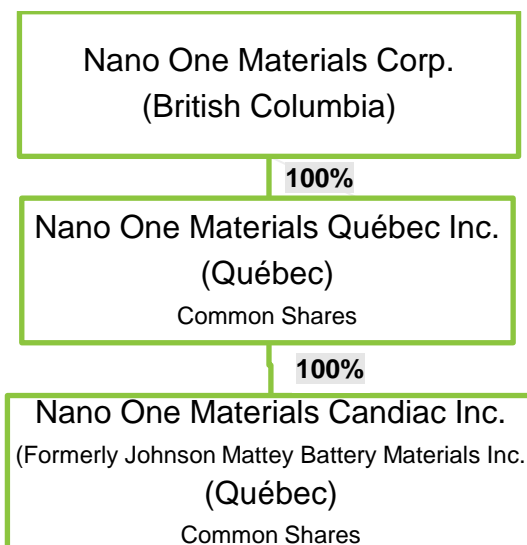 Nano One Materials Corp.
(British Columbia)
100%
Nano One Materials Québec Inc.
(Québec)
Common Shares
100%
Nano One Materials Candiac Inc.
(Formerly Johnson Mattey Battery Materials Inc.
(Québec)
Common Shares